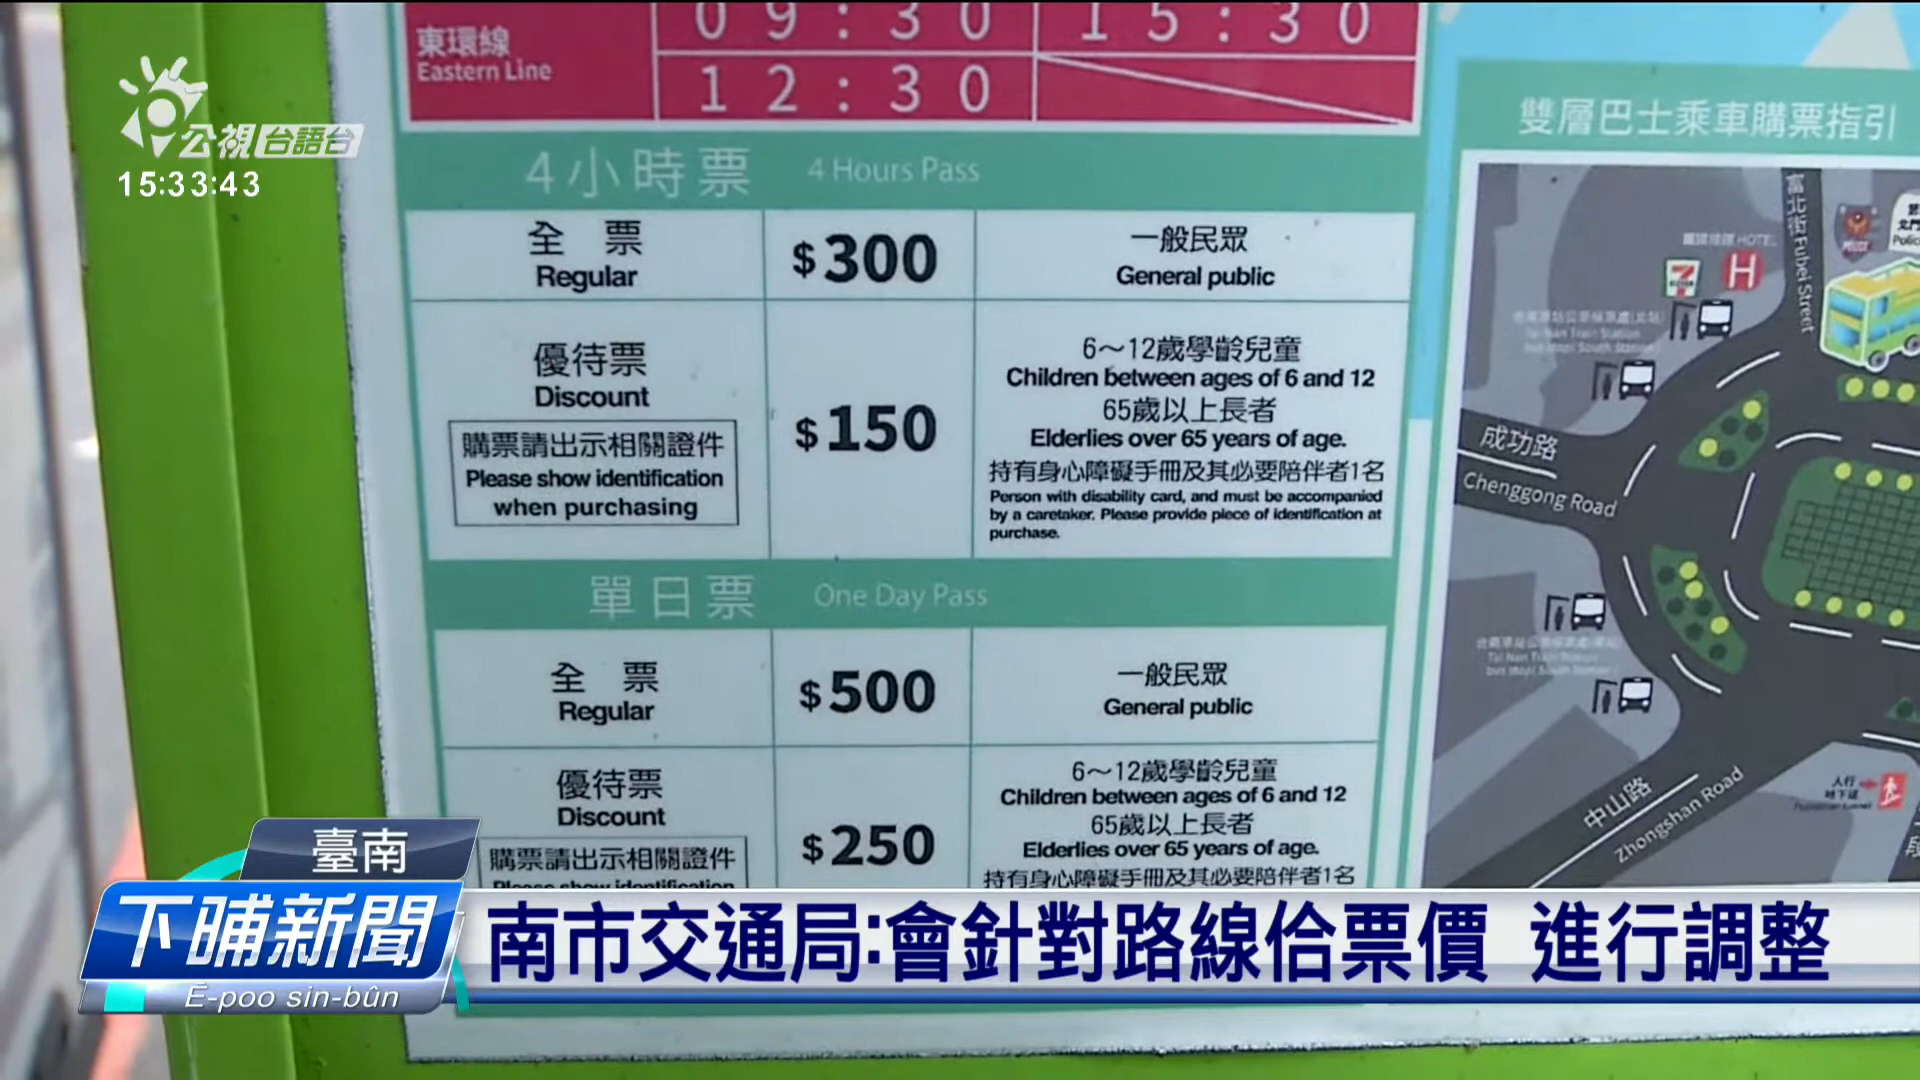 公視台語台
15:33:43
東環線
Eastern Line
09:30
15:30
12:30
4小時票 4 Hours Pass
全 票
Regular
$300
一般民眾
General public
優待票
Discount
購票請出示相關證件
Please show identification
when purchasing
$150
6～12歲學齡兒童
Children between ages of 6 and 12
65歲以上長者
Elderlies over 65 years of age.
持有身心障礙手冊及其必要陪伴者1名
Person with disability card, and must be accompanied
by a caretaker. Please provide piece of identification at
purchase.
單日票 One Day Pass
全 票
Regular
$500
一般民眾
General public
優待票
Discount
購票請出示相關證件
Please show identification
$250
6～12歲學齡兒童
Children between ages of 6 and 12
65歲以上長者
Elderlies over 65 years of age.
持有身心障礙手冊及其必要陪伴者1名
雙層巴士乘車購票指引
富北街 Fubei Street
HOTEL
7
H
成功路
Chenggong Road
中山路
Zhongshan Road
人行
地下道
臺南
下晡新聞
Ē-poo sin-bûn
南市交通局:會針對路線佮票價 進行調整